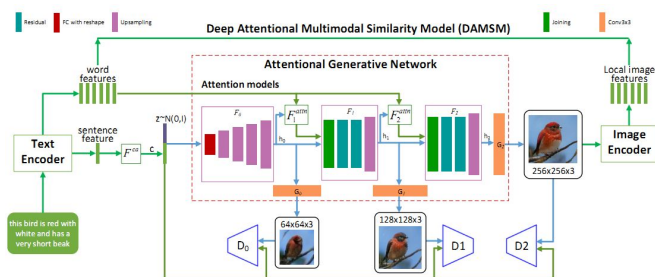 Residual
FC with reshape
Upsampling
Deep Attentional Multimodal Similarity Model (DAMSM)
Joining
Conv3x3
word
features
Attentional Generative Network
Local image
features
Attention models
z~N(0,I)
F₀
F₁ᵃᵗᵗⁿ
F₁
F₂ᵃᵗᵗⁿ
F₂
Text
Encoder
sentence
feature
Fᶜᵃ
c
h₀
h₁
h₂
G₂
256x256x3
Image
Encoder
G₀
G₁
this bird is red with
white and has a
very short beak
64x64x3
128x128x3
D₀
D1
D2